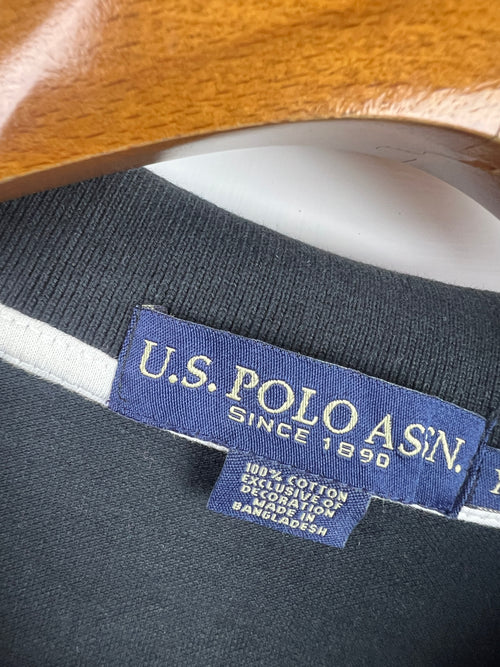 U.S. POLO ASSN.
SINCE 1890
100% COTTON
EXCLUSIVE OF
DECORATION
MADE IN
BANGLADESH